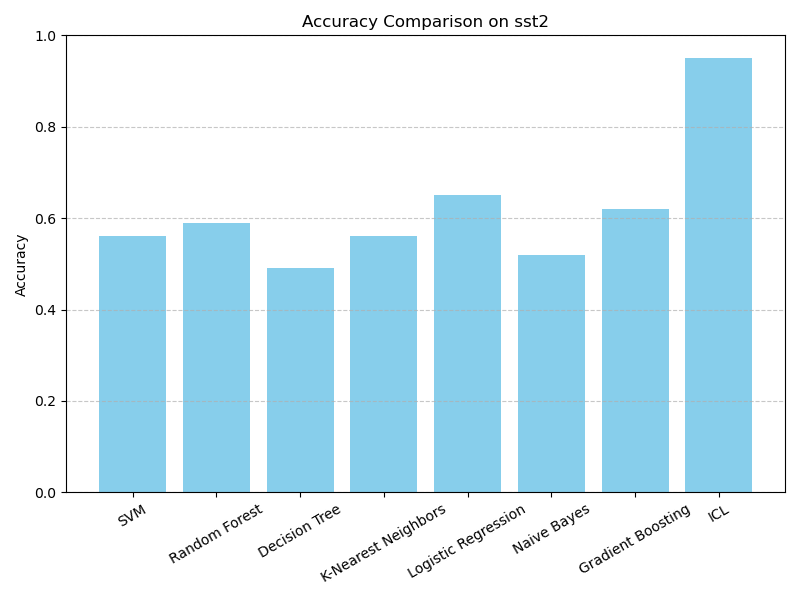 Accuracy Comparison on sst2
Accuracy
1.0
0.8
0.6
0.4
0.2
0.0
SVM
Random Forest
Decision Tree
K-Nearest Neighbors
Logistic Regression
Naive Bayes
Gradient Boosting
ICL